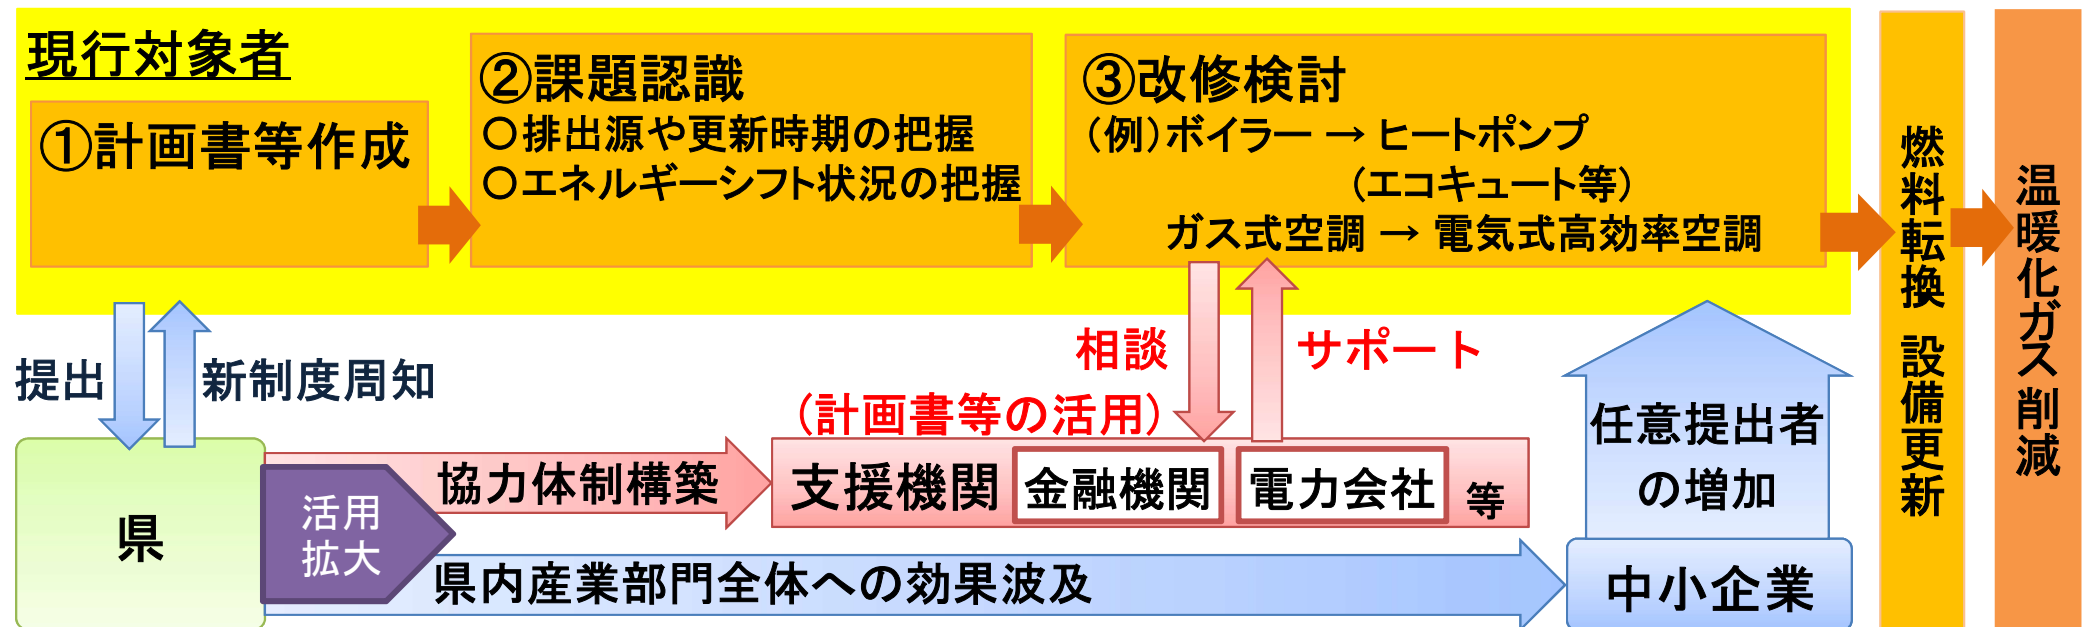 現行対象者
①計画書等作成
②課題認識
○排出源や更新時期の把握
○エネルギーシフト状況の把握
③改修検討
（例）ボイラー → ヒートポンプ
（エコキュート等）
ガス式空調 → 電気式高効率空調
燃料転換 設備更新
温暖化ガス 削減
提出
新制度周知
相談
サポート
（計画書等の活用）
県
活用
拡大
協力体制構築
支援機関 金融機関 電力会社 等
県内産業部門全体への効果波及
任意提出者
の増加
中小企業